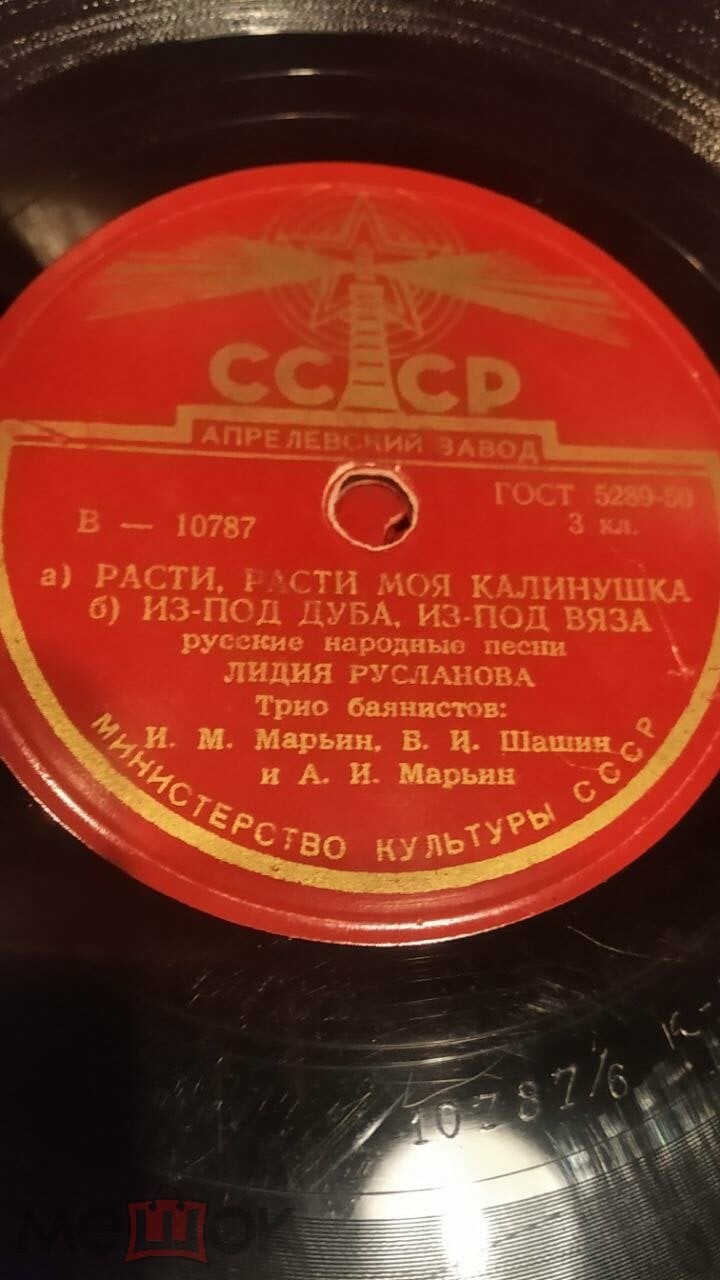 СССР
АПРЕЛЕВСКИЙ ЗАВОД
ГОСТ 5289-50
В — 10787
3 кл.
а) РАСТИ, РАСТИ МОЯ КАЛИНУШКА
б) ИЗ-ПОД ДУБА, ИЗ-ПОД ВЯЗА
русские народные песни
ЛИДИЯ РУСЛАНОВА
Трио баянистов:
И. М. Марьин, Б. И. Шашин
и А. И. Марьин
МИНИСТЕРСТВО КУЛЬТУРЫ СССР
10787/6
мешок